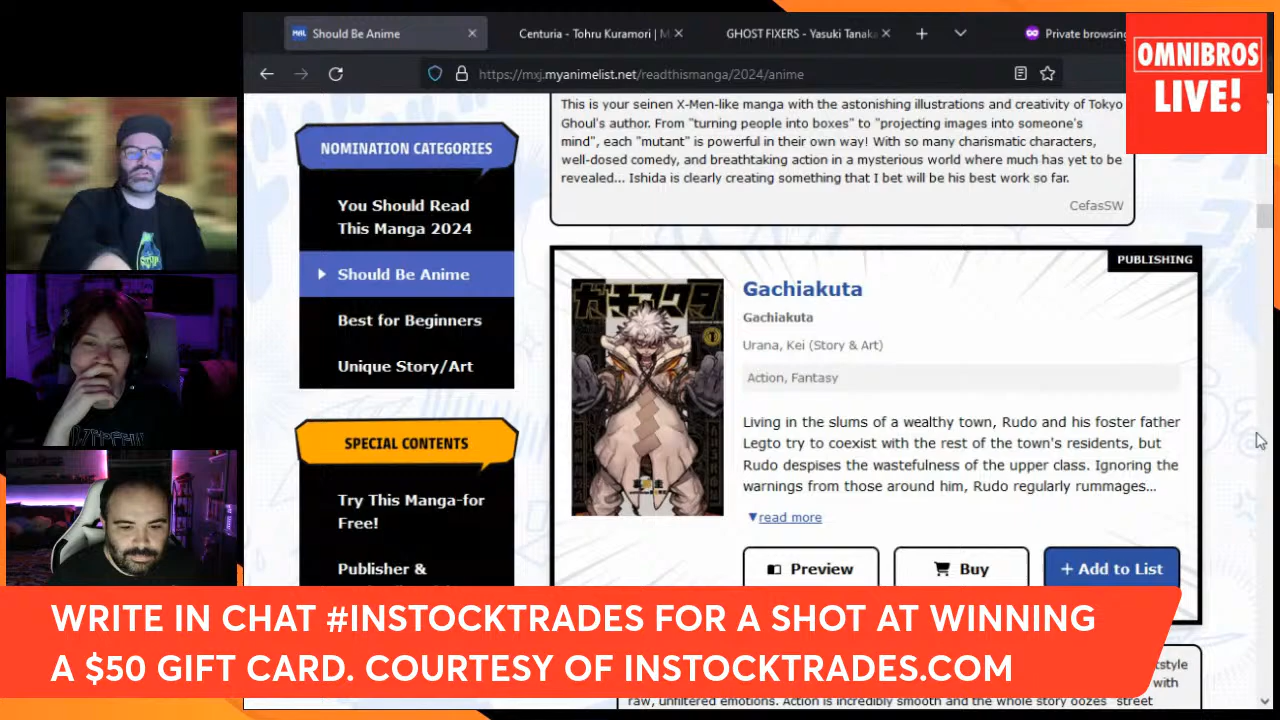 Should Be Anime
Centuria - Tohru Kuramori | M
GHOST FIXERS - Yasuki Tanaka
Private browsing
https://mxj.myanimelist.net/readthismanga/2024/anime
OMNIBROS
LIVE!
This is your seinen X-Men-like manga with the astonishing illustrations and creativity of Tokyo
Ghoul's author. From "turning people into boxes" to "projecting images into someone's
mind", each "mutant" is powerful in their own way! With so many charismatic characters,
well-dosed comedy, and breathtaking action in a mysterious world where much has yet to be
revealed... Ishida is clearly creating something that I bet will be his best work so far.
CefasSW
NOMINATION CATEGORIES
You Should Read
This Manga 2024
Should Be Anime
Best for Beginners
Unique Story/Art
SPECIAL CONTENTS
Try This Manga-for
Free!
Publisher &
PUBLISHING
ガチアクタ
1
Gachiakuta
Gachiakuta
Urana, Kei (Story & Art)
Action, Fantasy
Living in the slums of a wealthy town, Rudo and his foster father
Legto try to coexist with the rest of the town's residents, but
Rudo despises the wastefulness of the upper class. Ignoring the
warnings from those around him, Rudo regularly rummages...
▼read more
Preview
Buy
+ Add to List
WRITE IN CHAT #INSTOCKTRADES FOR A SHOT AT WINNING
A $50 GIFT CARD. COURTESY OF INSTOCKTRADES.COM
tstyle
with
raw, unfiltered emotions. Action is incredibly smooth and the whole story oozes "street